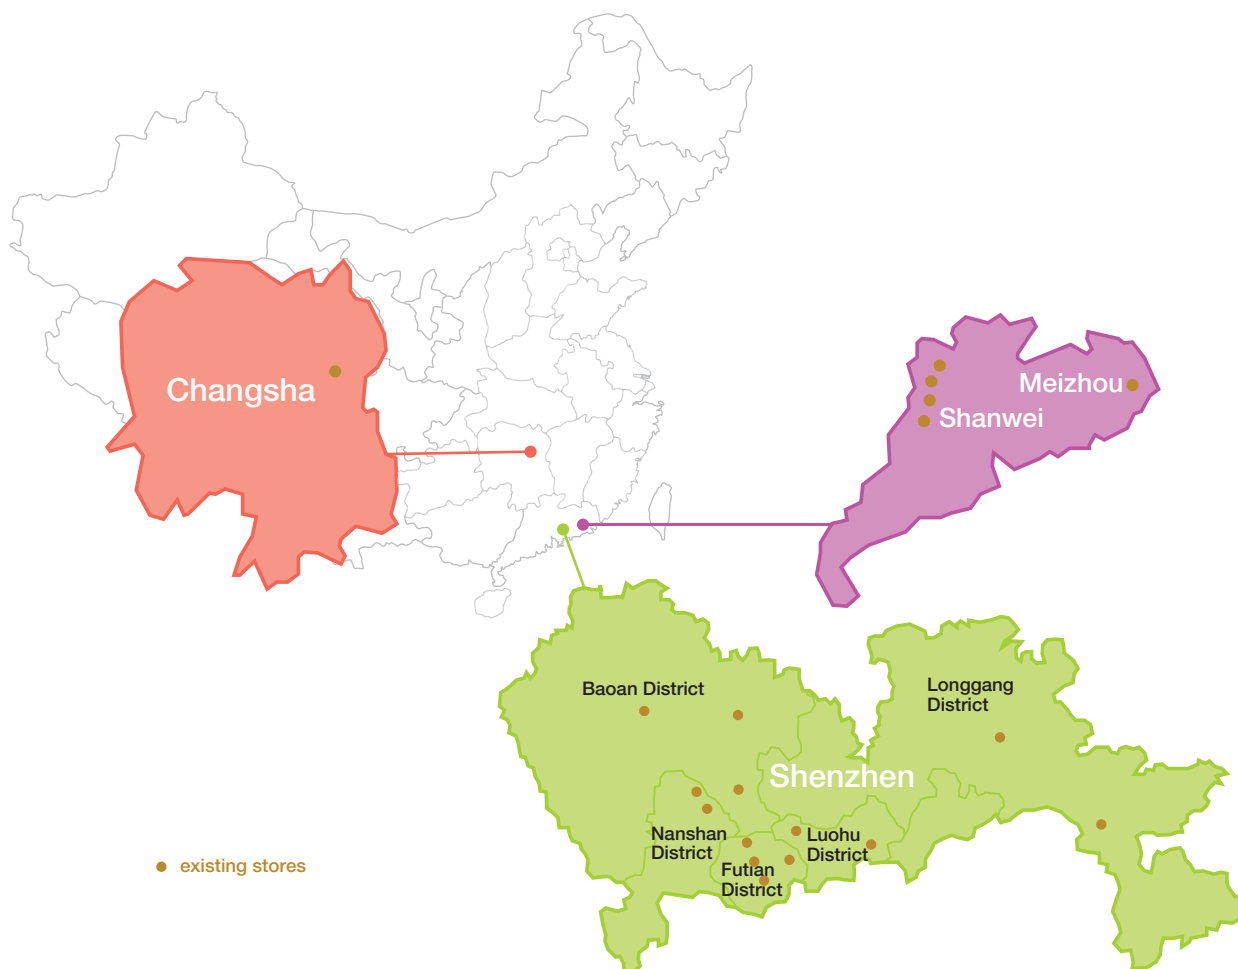 Changsha
Meizhou
Shanwei
Baoan District
Longgang
District
Shenzhen
Nanshan
District
Luohu
District
Futian
District
existing stores